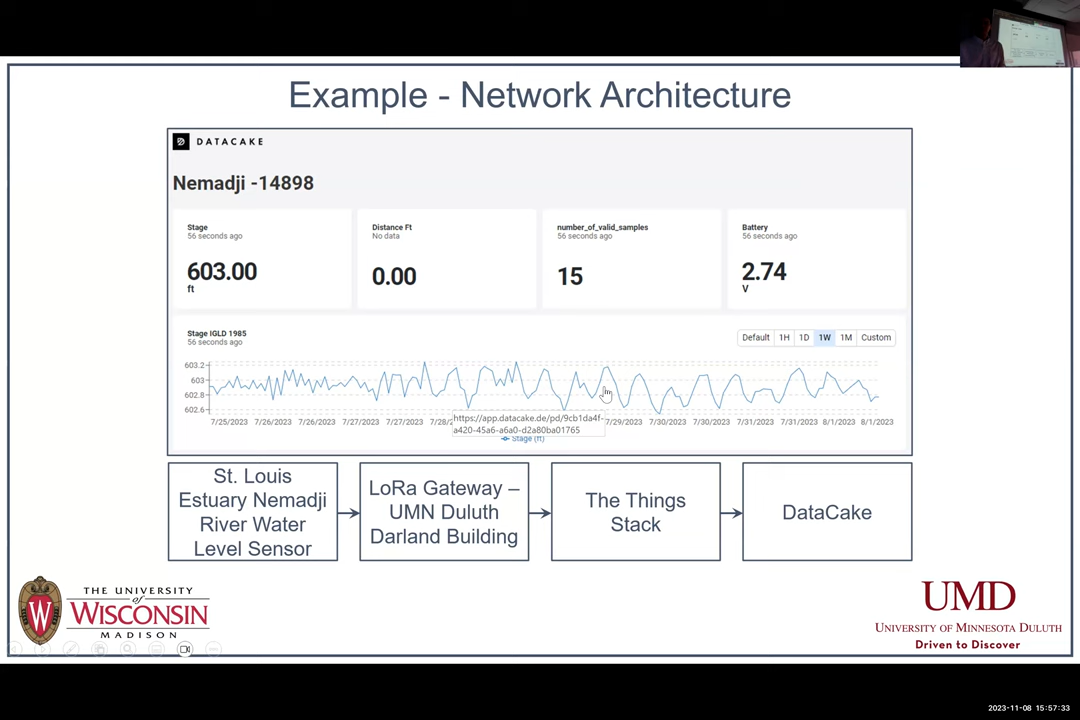 Example - Network Architecture
DATACAKE
Nemadji -14898
Stage
56 seconds ago
603.00
ft
Distance Ft
No data
0.00
number_of_valid_samples
56 seconds ago
15
Battery
56 seconds ago
2.74
V
Stage IGLD 1985
56 seconds ago
Default 1H 1D 1W 1M Custom
603.2
603
602.8
602.6
7/25/2023 7/26/2023 7/26/2023 7/27/2023 7/27/2023 7/28/ 7/29/2023 7/30/2023 7/30/2023 7/31/2023 7/31/2023 8/1/2023 8/1/2023
https://app.datacake.de/pd/9cb1da4f-
a420-45a6-a6a0-d2a80ba01765
Stage (ft)
St. Louis
Estuary Nemadji
River Water
Level Sensor
LoRa Gateway –
UMN Duluth
Darland Building
The Things
Stack
DataCake
W
THE UNIVERSITY
of
WISCONSIN
MADISON
UMD
UNIVERSITY OF MINNESOTA DULUTH
Driven to Discover
2023-11-08 15:57:33